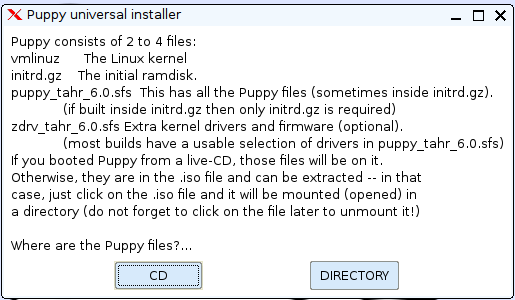 Puppy universal installer
Puppy consists of 2 to 4 files:
vmlinuz The Linux kernel
initrd.gz The initial ramdisk.
puppy_tahr_6.0.sfs This has all the Puppy files (sometimes inside initrd.gz).
(if built inside initrd.gz then only initrd.gz is required)
zdrv_tahr_6.0.sfs Extra kernel drivers and firmware (optional).
(most builds have a usable selection of drivers in puppy_tahr_6.0.sfs)
If you booted Puppy from a live-CD, those files will be on it.
Otherwise, they are in the .iso file and can be extracted -- in that
case, just click on the .iso file and it will be mounted (opened) in
a directory (do not forget to click on the file later to unmount it!)
Where are the Puppy files?...
CD DIRECTORY